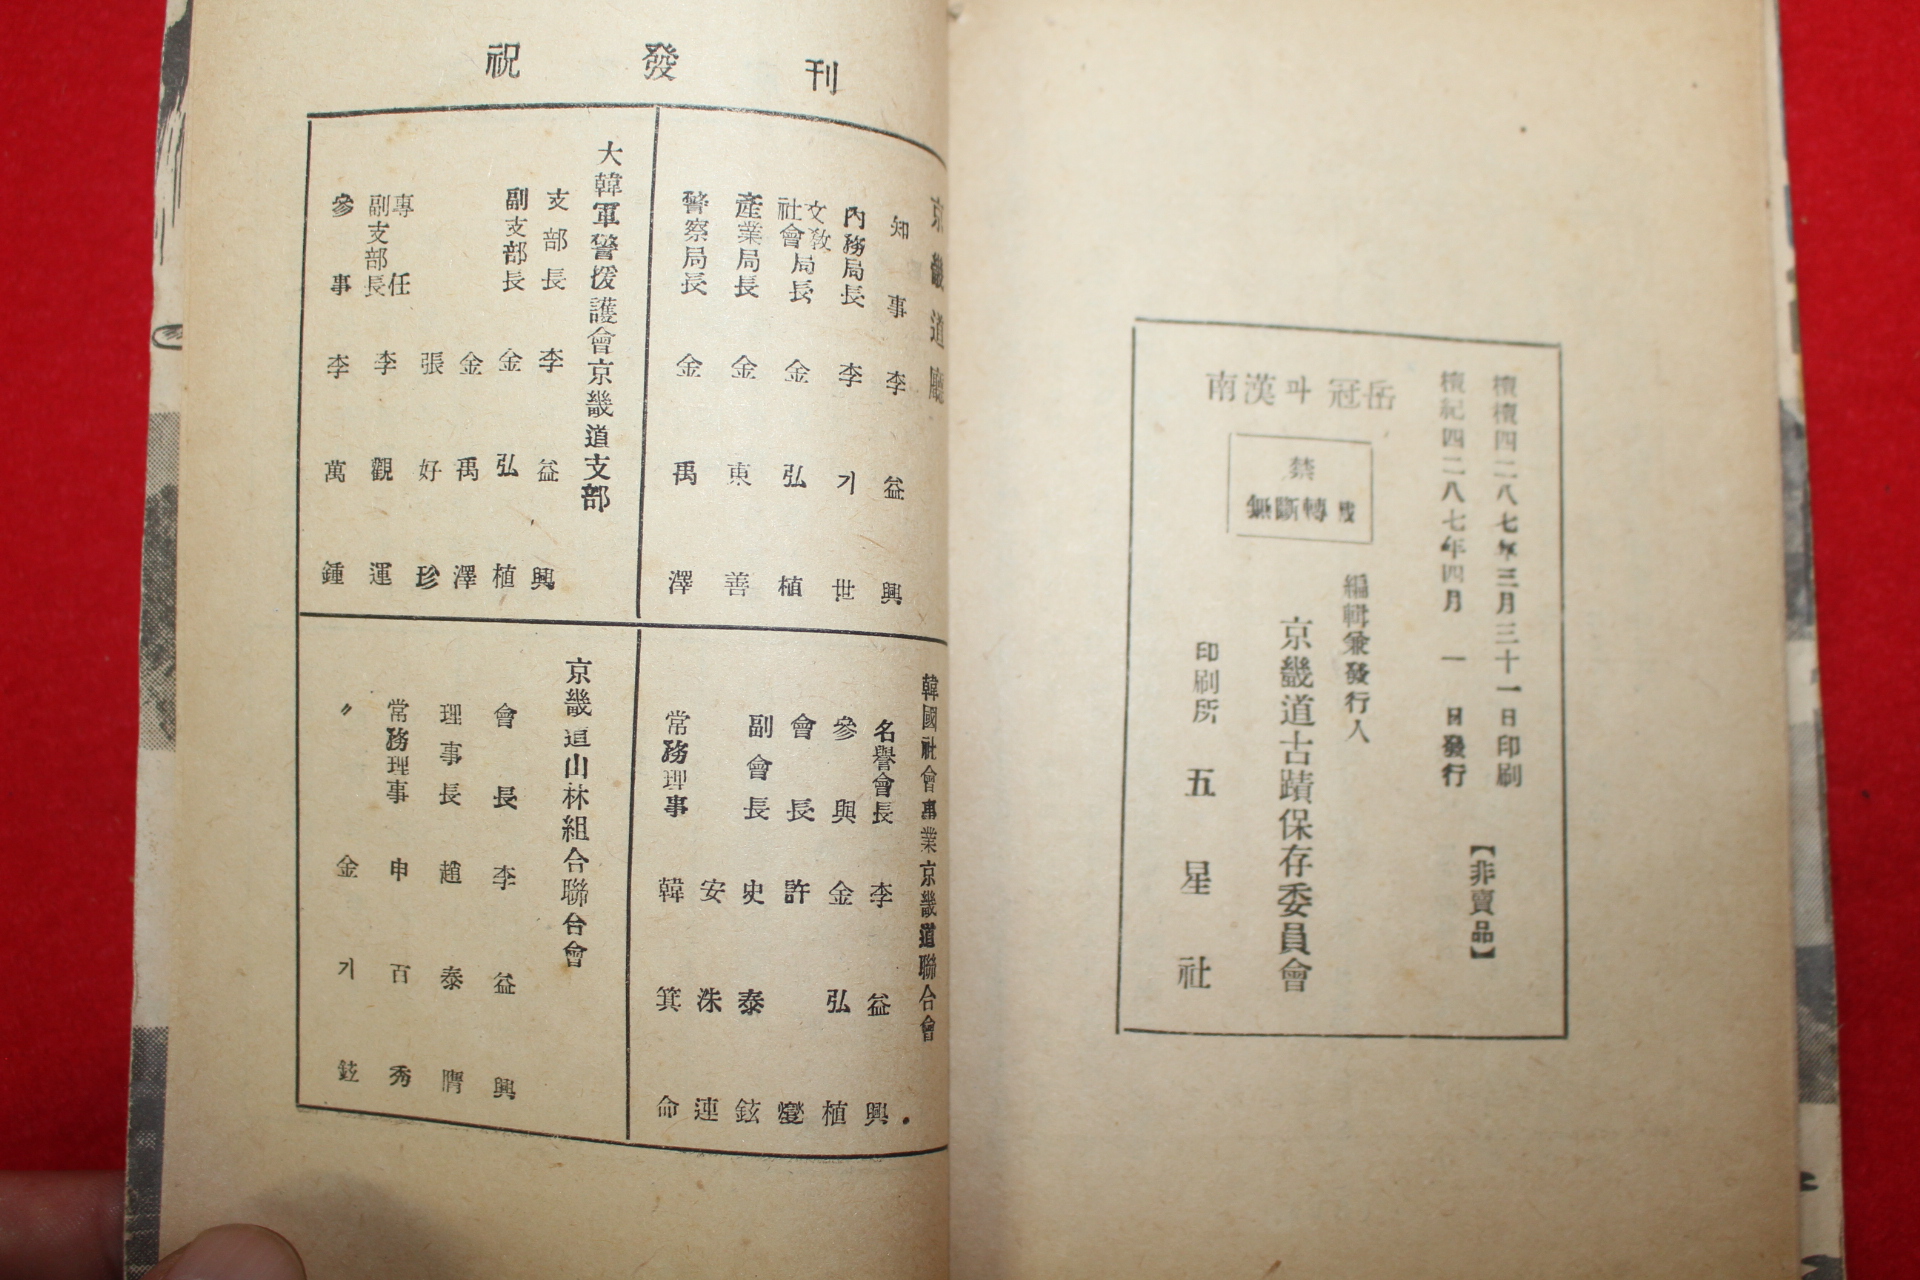 祝發刊
京畿道廳
知事 李益興
內務局長 李기世
文敎社會局長 金弘植
產業局長 金東善
警察局長 金禹澤
大韓軍警援護會京畿道支部
支部長 李益興
副支部長 金弘植
金禹澤
張好珍
專任副支部長 李觀運
參事 李萬鍾
韓國社會事業京畿道聯合會
名譽會長 李益興
參與 金弘植
會長 許燮
副會長 史泰鉉
安洙連
常務理事 韓箕命
京畿道山林組合聯合會
會長 李益興
理事長 趙泰
常務理事 申百秀
〃 金기鉉
檀檀四二八七年三月三十一日印刷
檀紀四二八七年四月一日發行
【非賣品】
南漢과 冠岳
禁
無斷轉
編輯兼發行人
京畿道古蹟保存委員會
印刷所 五星社